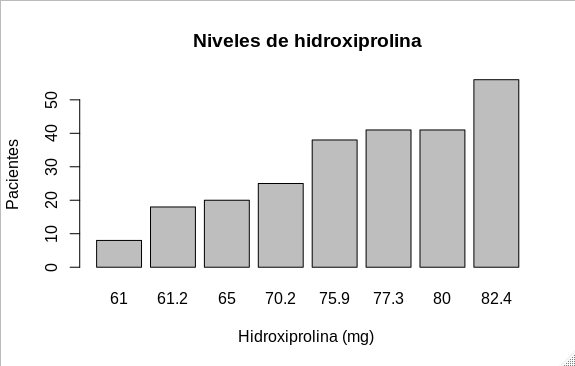 Niveles de hidroxiprolina
Pacientes
50
40
30
20
10
0
61 61.2 65 70.2 75.9 77.3 80 82.4
Hidroxiprolina (mg)